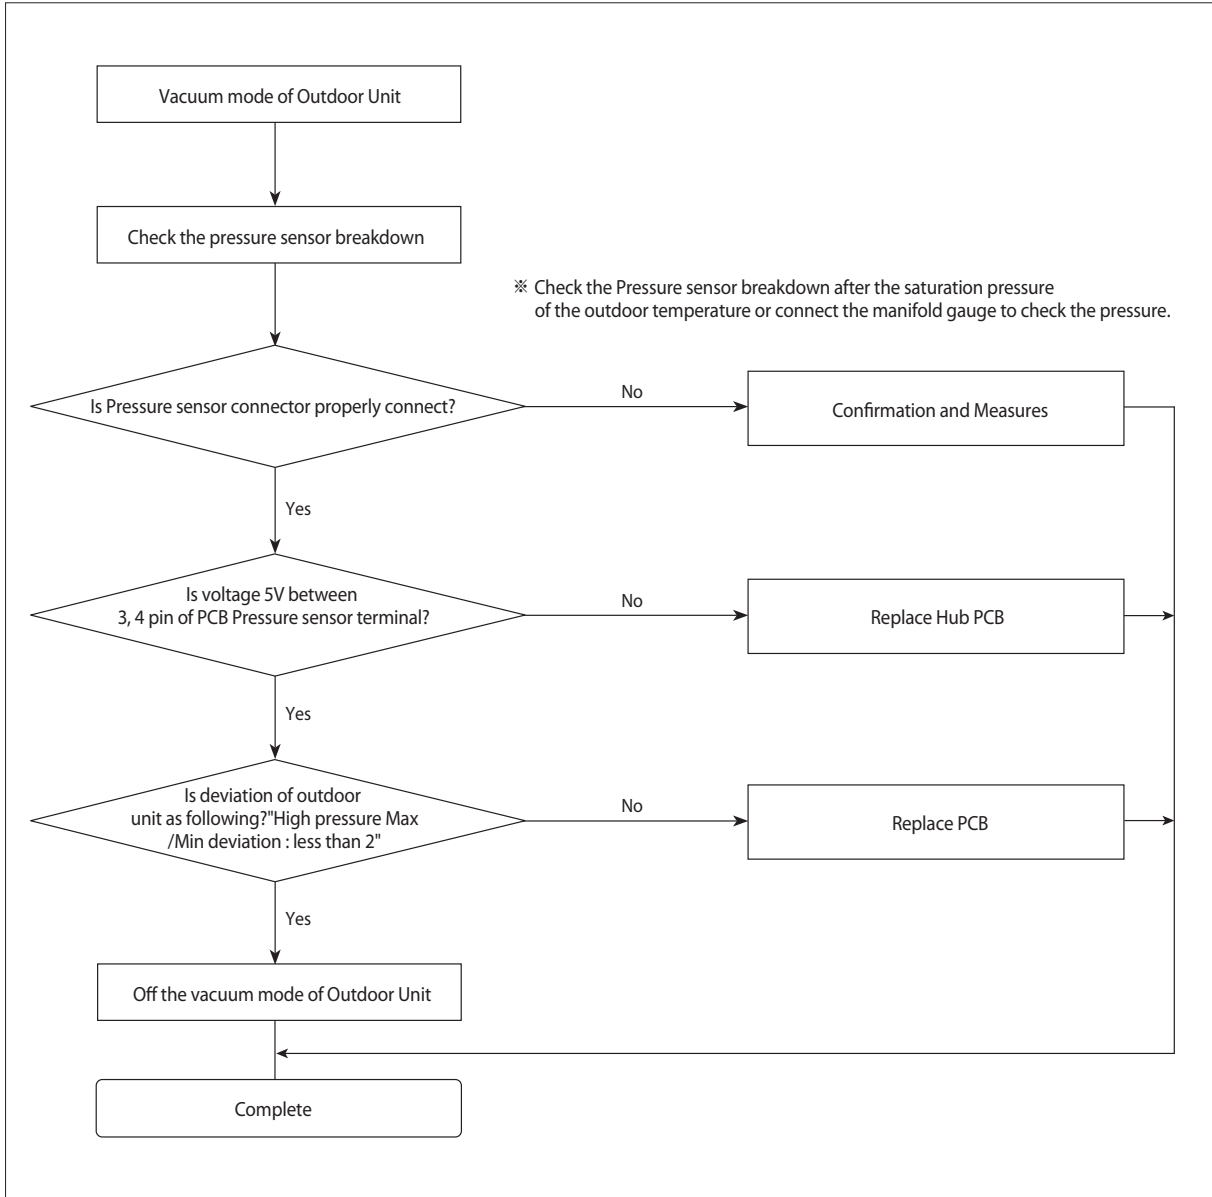 Vacuum mode of Outdoor Unit
Check the pressure sensor breakdown
※ Check the Pressure sensor breakdown after the saturation pressure
of the outdoor temperature or connect the manifold gauge to check the pressure.
Is Pressure sensor connector properly connect?
No
Confirmation and Measures
Yes
Is voltage 5V between
3, 4 pin of PCB Pressure sensor terminal?
No
Replace Hub PCB
Yes
Is deviation of outdoor
unit as following?"High pressure Max
/Min deviation : less than 2"
No
Replace PCB
Yes
Off the vacuum mode of Outdoor Unit
Complete